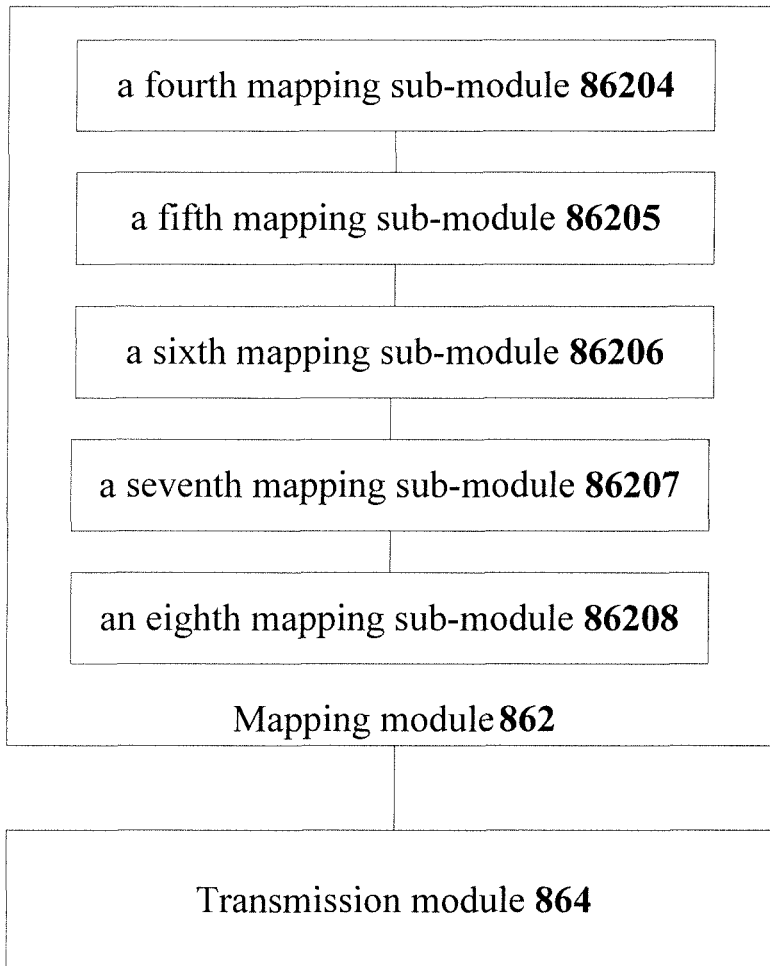 a fourth mapping sub-module 86204
a fifth mapping sub-module 86205
a sixth mapping sub-module 86206
a seventh mapping sub-module 86207
an eighth mapping sub-module 86208
Mapping module 862
Transmission module 864